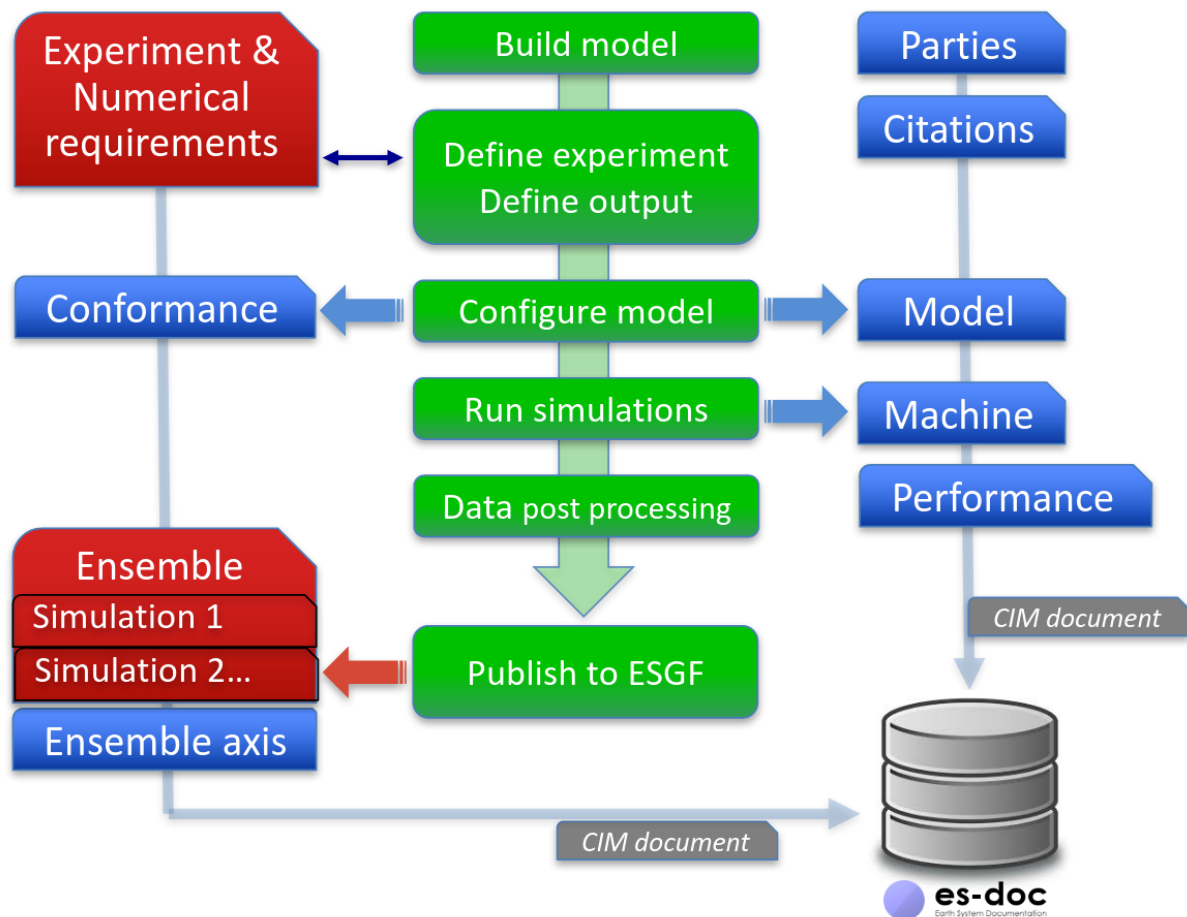 Experiment &
Numerical
requirements
Build model
Parties
Citations
Define experiment
Define output
Conformance
Configure model
Model
Run simulations
Machine
Data post processing
Performance
Ensemble
Simulation 1
Simulation 2...
Ensemble axis
Publish to ESGF
CIM document
CIM document
es-doc
Earth System Documentation